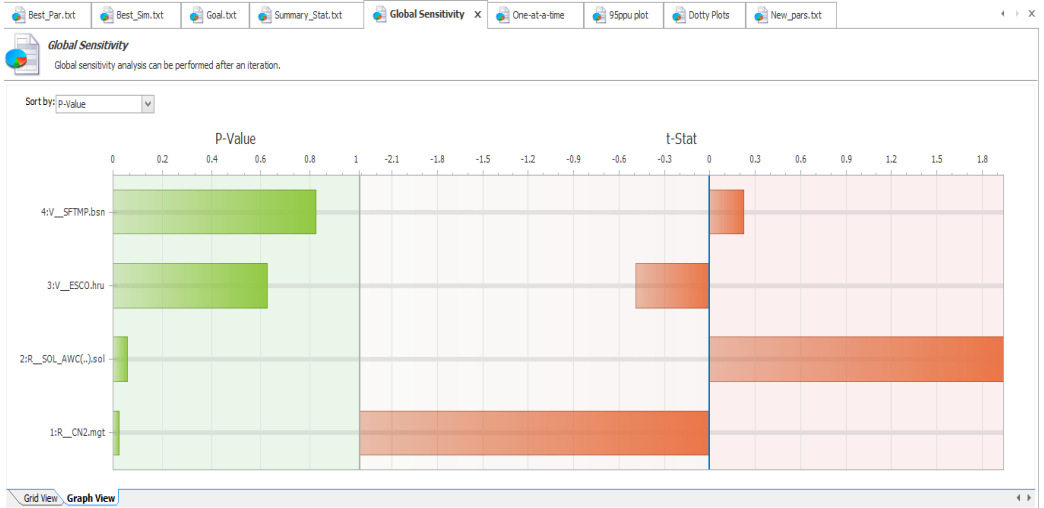 Best_Par.txt Best_Sim.txt Goal.txt Summary_Stat.txt Global Sensitivity X One-at-a-time 95ppu plot Dotty Plots New_pars.txt
Global Sensitivity
Global sensitivity analysis can be performed after an iteration.
Sort by: P-Value
P-Value t-Stat
0 0.2 0.4 0.6 0.8 1 -2.1 -1.8 -1.5 -1.2 -0.9 -0.6 -0.3 0 0.3 0.6 0.9 1.2 1.5 1.8
4:V__SFTMP.bsn
3:V__ESCO.hru
2:R__SOL_AWC(..).sol
1:R__CN2.mgt
Grid View Graph View